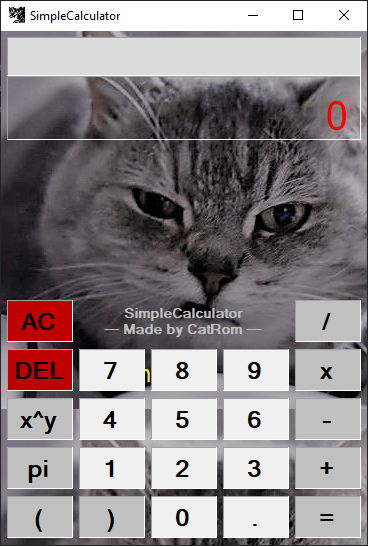 SimpleCalculator
0
AC
SimpleCalculator
--- Made by CatRom ---
/
DEL 7 8 9 x
x^y 4 5 6 -
pi 1 2 3 +
( ) 0 . =